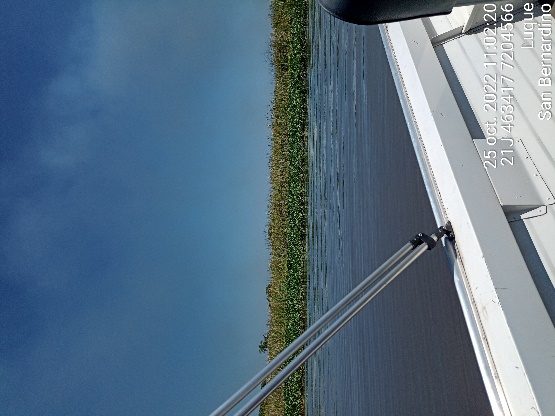 25 oct. 2022 11:02:20
21J 463417 7204566
Luque
San Bernardino